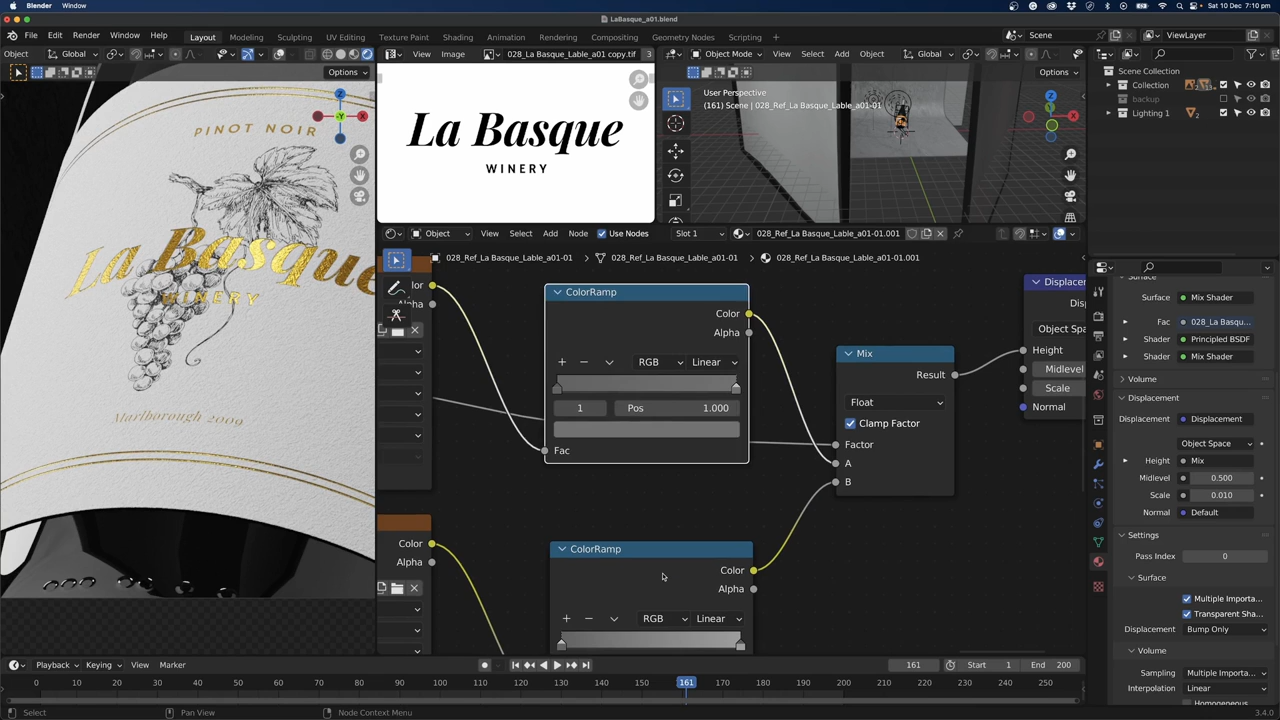 Blender Window
Sat 10 Dec 7:10 pm
LaBasque_a01.blend
File Edit Render Window Help Layout Modeling Sculpting UV Editing Texture Paint Shading Animation Rendering Compositing Geometry Nodes Scripting Scene ViewLayer
Object Global View Image 028_La Basque_Lable_a01 copy.tif 3 Object Mode View Select Add Object Global
Options Options
Scene Collection
Collection
backup
Lighting 1
User Perspective
(161) Scene | 028_Ref_La Basque_Lable_a01-01
PINOT NOIR
La Basque
WINERY
Marlborough 2009
La Basque
WINERY
Object View Select Add Node Use Nodes Slot 1 028_Ref_La Basque_Lable_a01-01.001
028_Ref_La Basque_Lable_a01-01 028_Ref_La Basque_Lable_a01-01 028_Ref_La Basque_Lable_a01-01.001
lor
Alpha
ColorRamp
Color
Alpha
RGB Linear
1 Pos 1.000
Fac
Mix
Result
Float
Clamp Factor
Factor
A
B
Displacer
Disp
Object Spa
Height
Midlevel
Scale
Normal
Color
Alpha
ColorRamp
Color
Alpha
RGB Linear
Surface
Surface Mix Shader
Fac 028_La Basqu...
Shader Principled BSDF
Shader Mix Shader
Volume
Displacement
Displacement Displacement
Object Space
Height Mix
Midlevel 0.500
Scale 0.010
Normal Default
Settings
Pass Index 0
Surface
Multiple Importa...
Transparent Sha...
Displacement Bump Only
Volume
Sampling Multiple Importa...
Interpolation Linear
Homogeneous
Playback Keying View Marker 161 Start 1 End 200
0 10 20 30 40 50 60 70 80 90 100 110 120 130 140 150 161 170 180 190 200 210 220 230 240 250
Select Pan View Node Context Menu 3.4.0